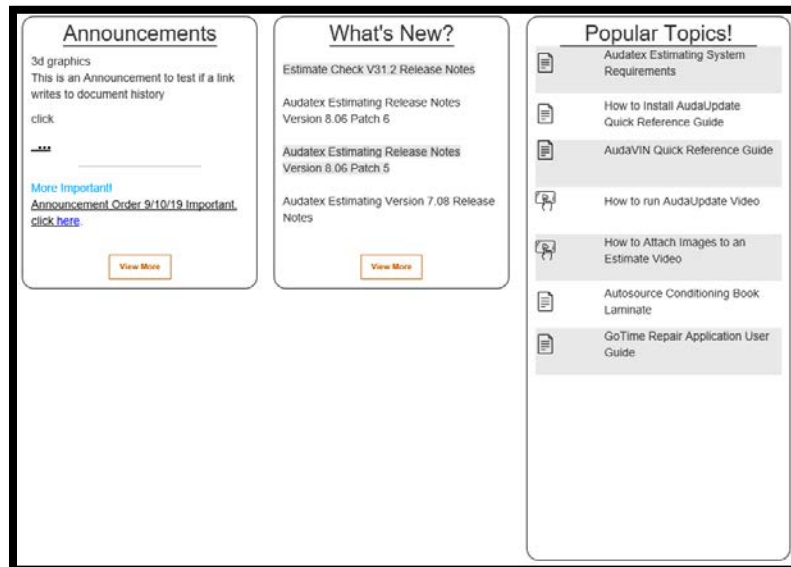 Announcements
3d graphics
This is an Announcement to test if a link
writes to document history
click
...
More Important!
Announcement Order 9/10/19 Important,
click here.
View More
What's New?
Estimate Check V31.2 Release Notes
Audatex Estimating Release Notes
Version 8.06 Patch 6
Audatex Estimating Release Notes
Version 8.06 Patch 5
Audatex Estimating Version 7.08 Release
Notes
View More
Popular Topics!
Audatex Estimating System
Requirements
How to Install AudaUpdate
Quick Reference Guide
AudaVIN Quick Reference Guide
How to run AudaUpdate Video
How to Attach Images to an
Estimate Video
Autosource Conditioning Book
Laminate
GoTime Repair Application User
Guide